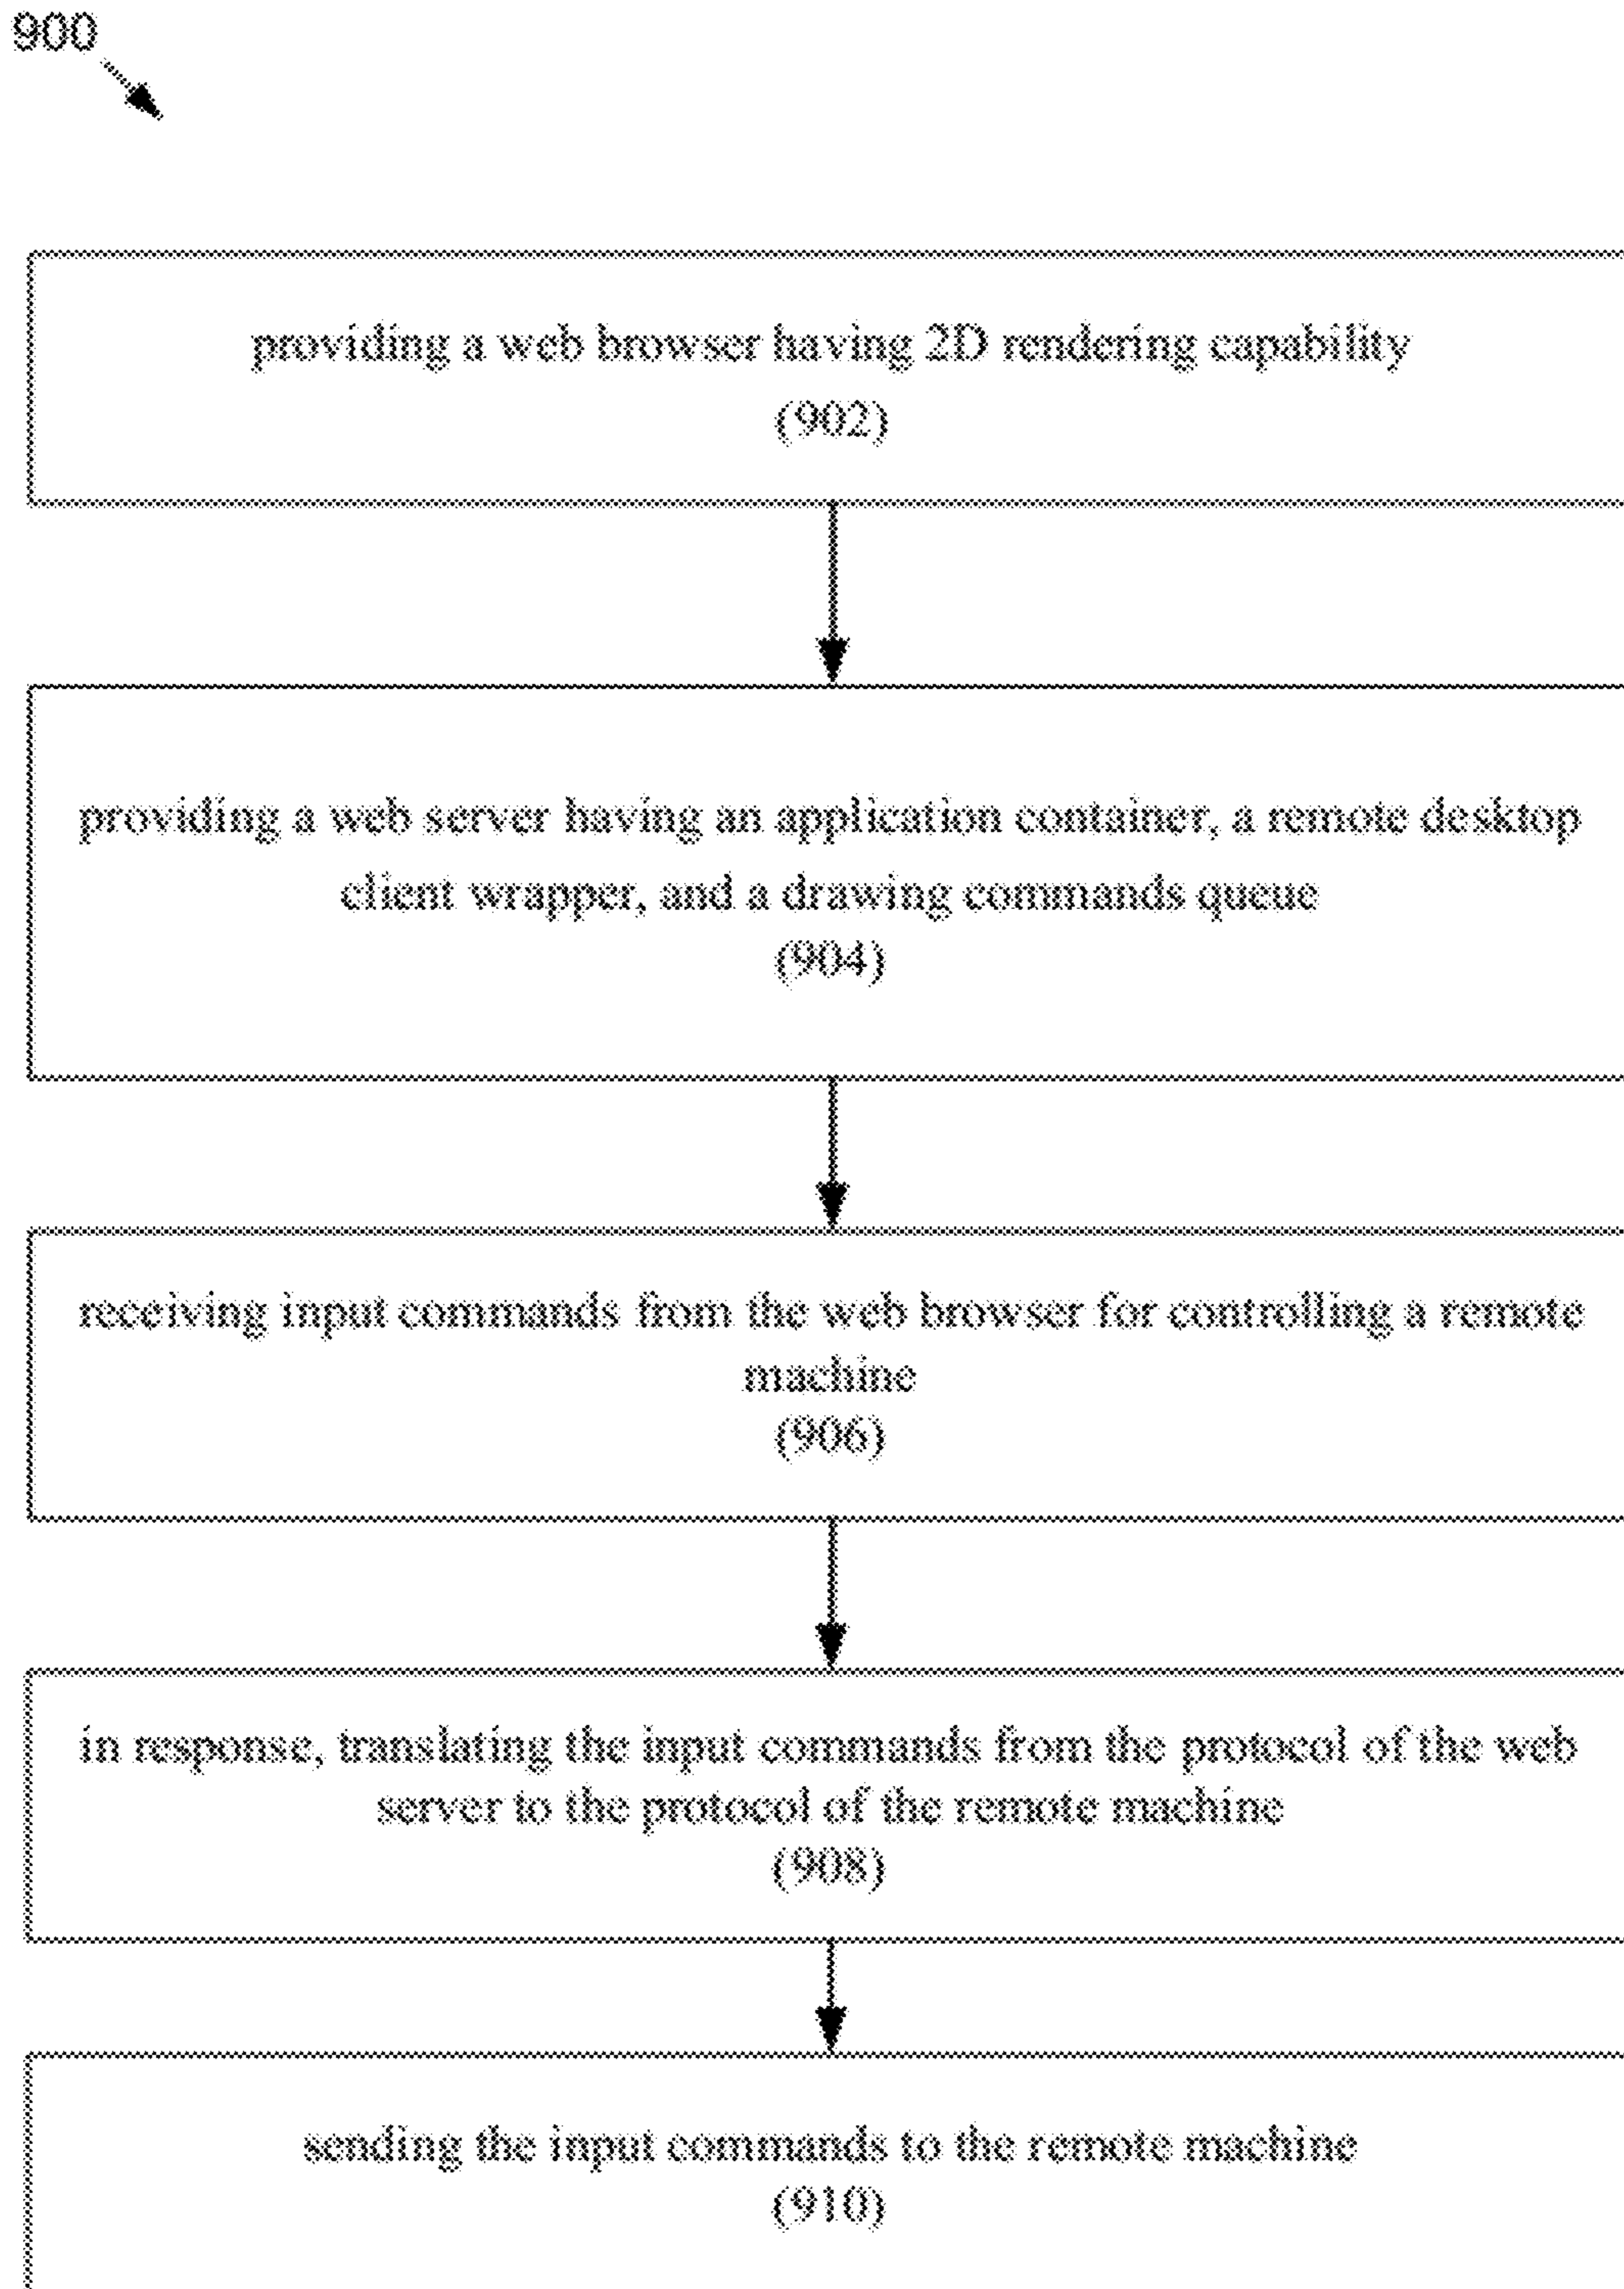 900
providing a web browser having 2D rendering capability
(902)
providing a web server having an application container, a remote desktop
client wrapper, and a drawing commands queue
(904)
receiving input commands from the web browser for controlling a remote
machine
(906)
in response, translating the input commands from the protocol of the web
server to the protocol of the remote machine
(908)
sending the input commands to the remote machine
(910)